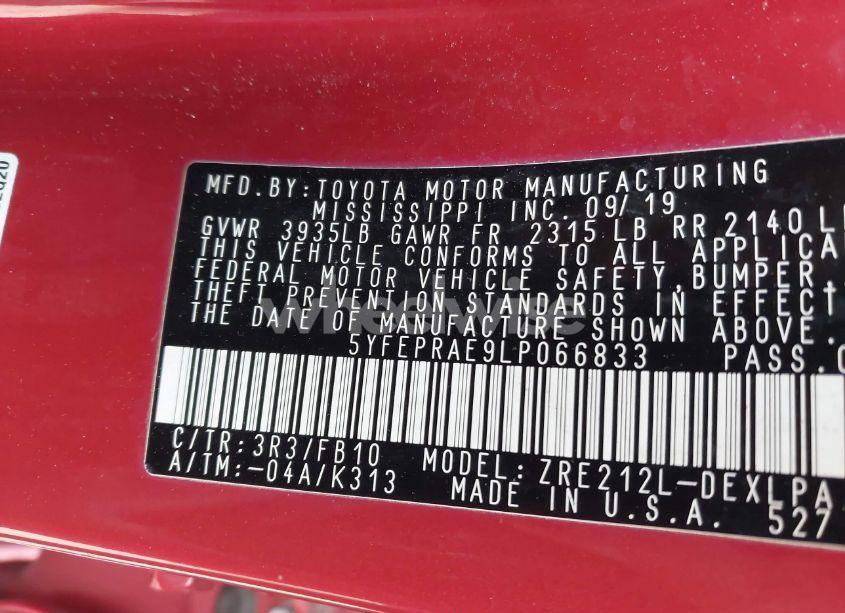 MFD. BY: TOYOTA MOTOR MANUFACTURING
MISSISSIPPI INC. 09/19
GVWR 3935LB GAWR FR 2315 LB RR 2140 L
THIS VEHICLE CONFORMS TO ALL APPLICA
FEDERAL MOTOR VEHICLE SAFETY, BUMPER,
THEFT PREVENTION STANDARDS IN EFFECT
THE DATE OF MANUFACTURE SHOWN ABOVE.
wheelwise
5YFEPRAE9LP066833 PASS.C
C/TR: 3R3/FB10 MODEL: ZRE212L-DEXLPA
A/TM: -04A/K313 MADE IN U.S.A. 527